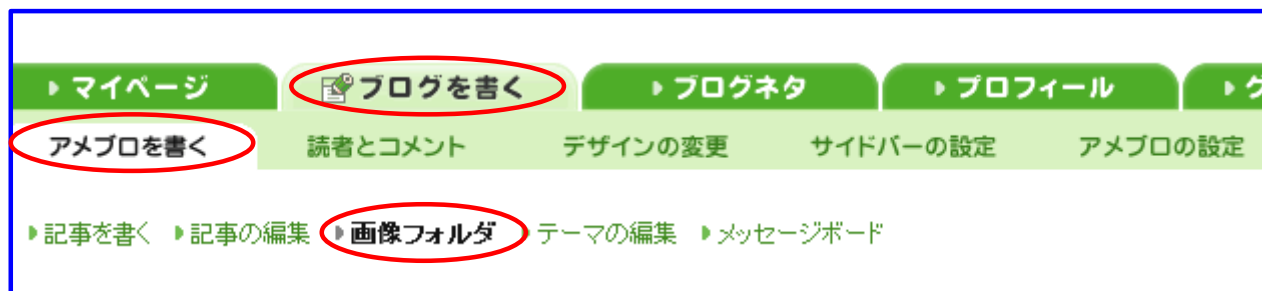 マイページ ブログを書く ブログネタ プロフィール
アメブロを書く 読者とコメント デザインの変更 サイドバーの設定 アメブロの設定
記事を書く 記事の編集 画像フォルダ テーマの編集 メッセージボード